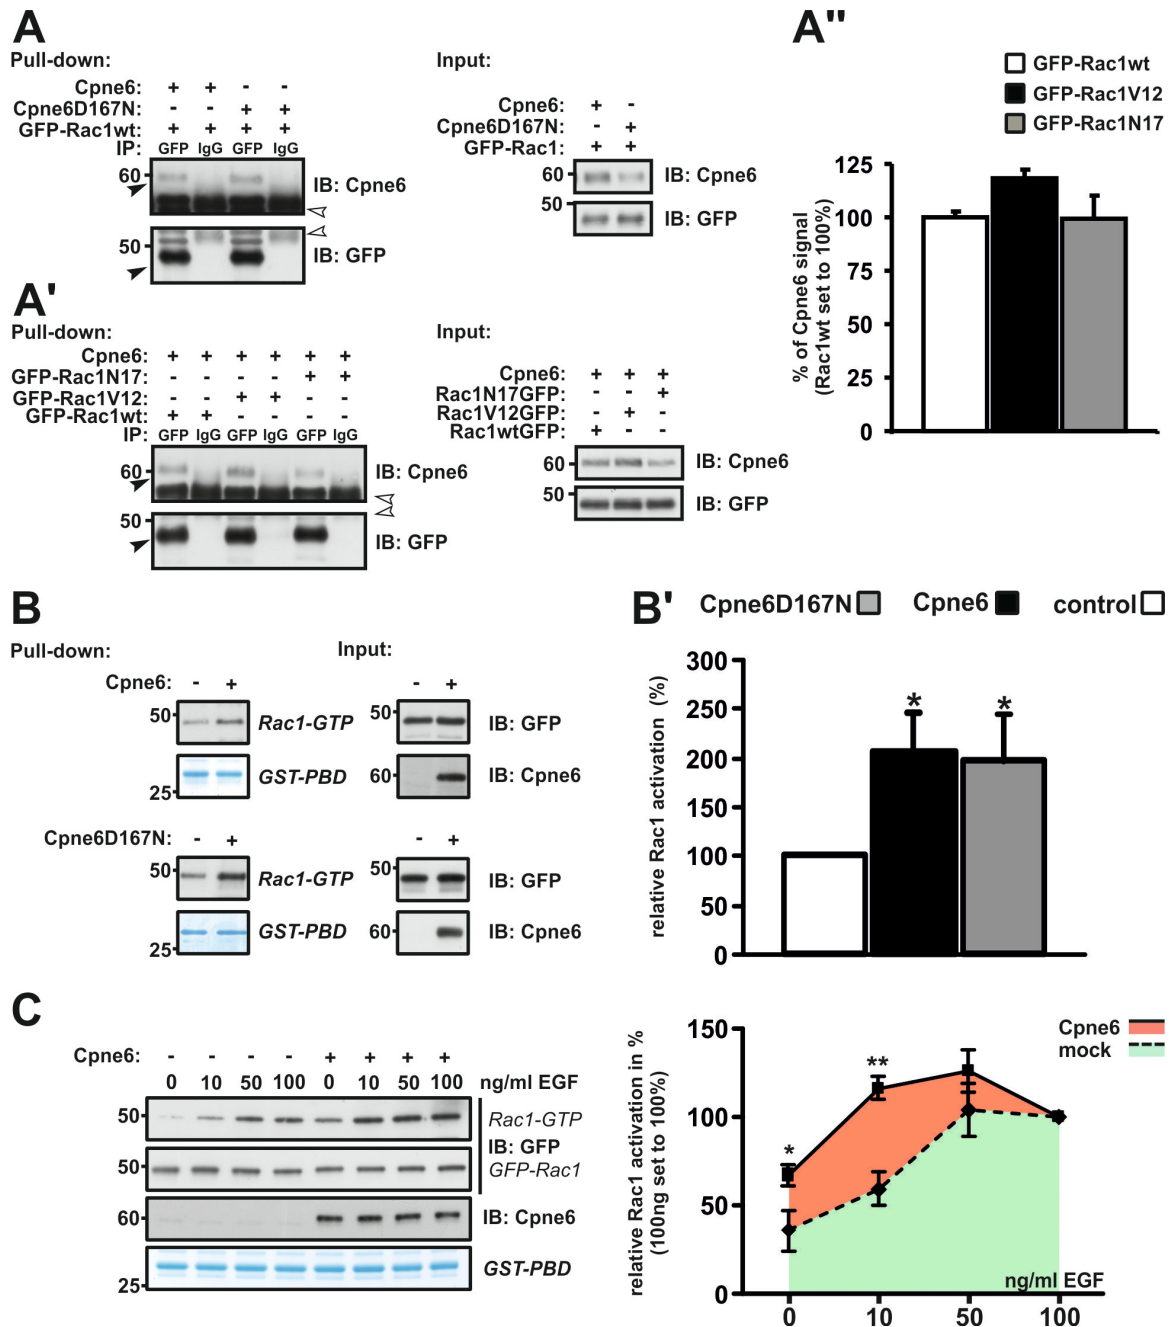 A
Pull-down:
Cpne6: + + - -
Cpne6D167N: - - + +
GFP-Rac1wt: + + + +
IP: GFP IgG GFP IgG
60
IB: Cpne6
50
IB: GFP
Input:
Cpne6: + -
Cpne6D167N: - +
GFP-Rac1: + +
60
IB: Cpne6
50
IB: GFP
A'
Pull-down:
Cpne6: + + + + + +
GFP-Rac1N17: - - - - + +
GFP-Rac1V12: - - + + - -
GFP-Rac1wt: + + - - - -
IP: GFP IgG GFP IgG GFP IgG
60
IB: Cpne6
50
IB: GFP
Input:
Cpne6: + + +
Rac1N17GFP: - - +
Rac1V12GFP: - + -
Rac1wtGFP: + - -
60
IB: Cpne6
50
IB: GFP
A''
GFP-Rac1wt
GFP-Rac1V12
GFP-Rac1N17
% of Cpne6 signal
(Rac1wt set to 100%)
125
100
75
50
25
0
B
Pull-down:
Cpne6: - +
50 Rac1-GTP
GST-PBD
25
Input:
- +
50 IB: GFP
60 IB: Cpne6
Cpne6D167N: - +
50 Rac1-GTP
GST-PBD
25
- +
50 IB: GFP
60 IB: Cpne6
B'
Cpne6D167N Cpne6 control
relative Rac1 activation (%)
300
250
200
150
100
50
0
* *
C
Cpne6: - - - - + + + +
0 10 50 100 0 10 50 100 ng/ml EGF
50 Rac1-GTP
IB: GFP
50 GFP-Rac1
60 IB: Cpne6
GST-PBD
25
relative Rac1 activation in %
(100ng set to 100%)
150
100
50
0
* **
Cpne6
mock
ng/ml EGF
0 10 50 100